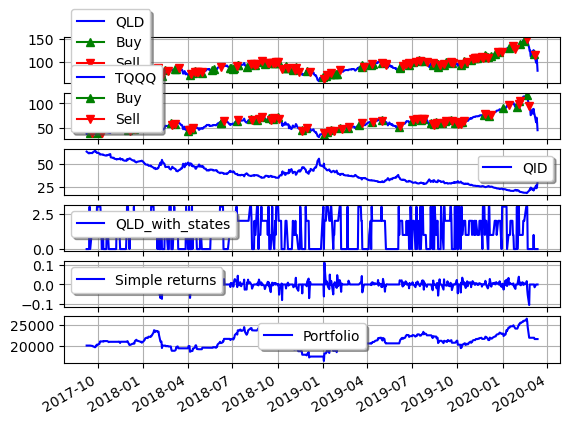 QLD
Buy
Sell
150
100
TQQQ
Buy
Sell
100
50
QID
50
25
QLD_with_states
2.5
0.0
Simple returns
0.1
0.0
−0.1
Portfolio
25000
20000
2017-10
2018-01
2018-04
2018-07
2018-10
2019-01
2019-04
2019-07
2019-10
2020-01
2020-04